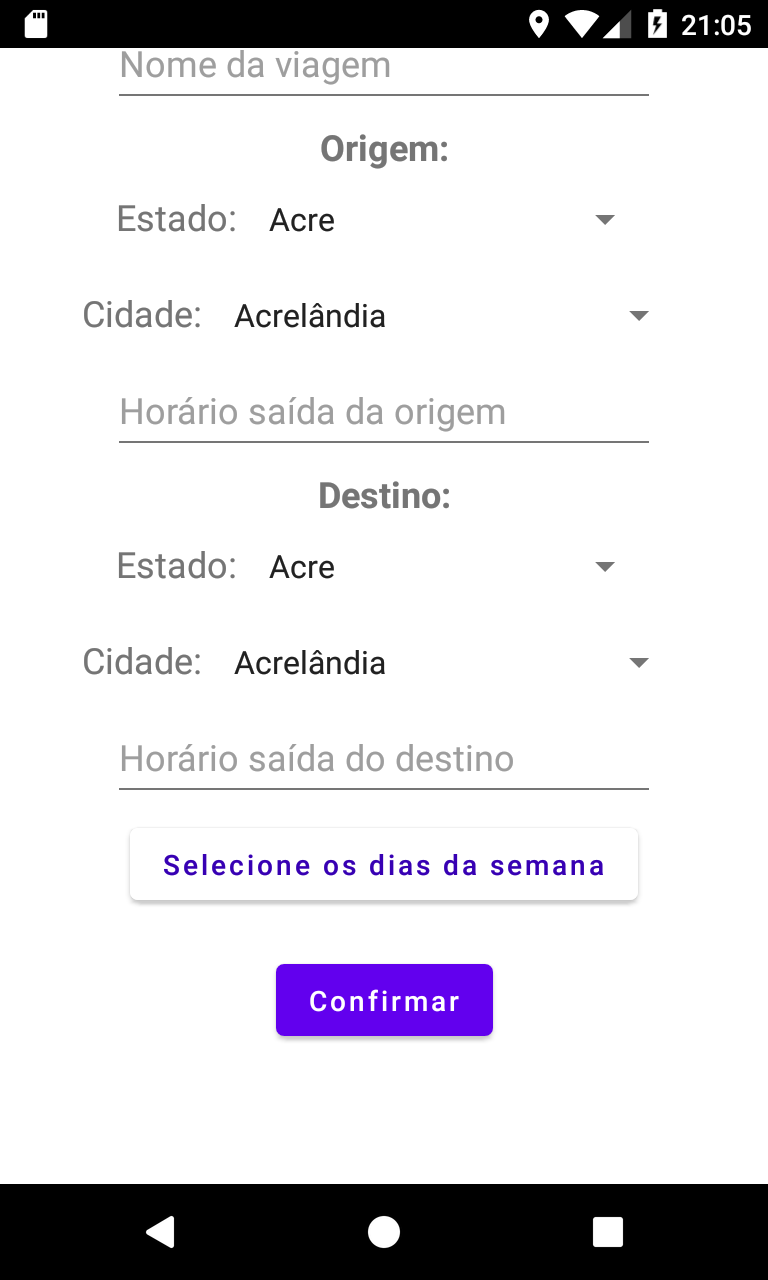 21:05
Nome da viagem
Origem:
Estado: Acre
Cidade: Acrelândia
Horário saída da origem
Destino:
Estado: Acre
Cidade: Acrelândia
Horário saída do destino
Selecione os dias da semana
Confirmar